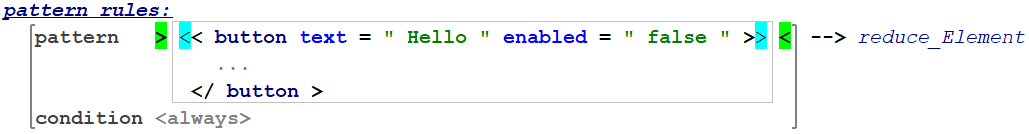 pattern rules:
pattern > << button text = " Hello " enabled = " false " >> < --> reduce_Element
...
</ button >
condition <always>